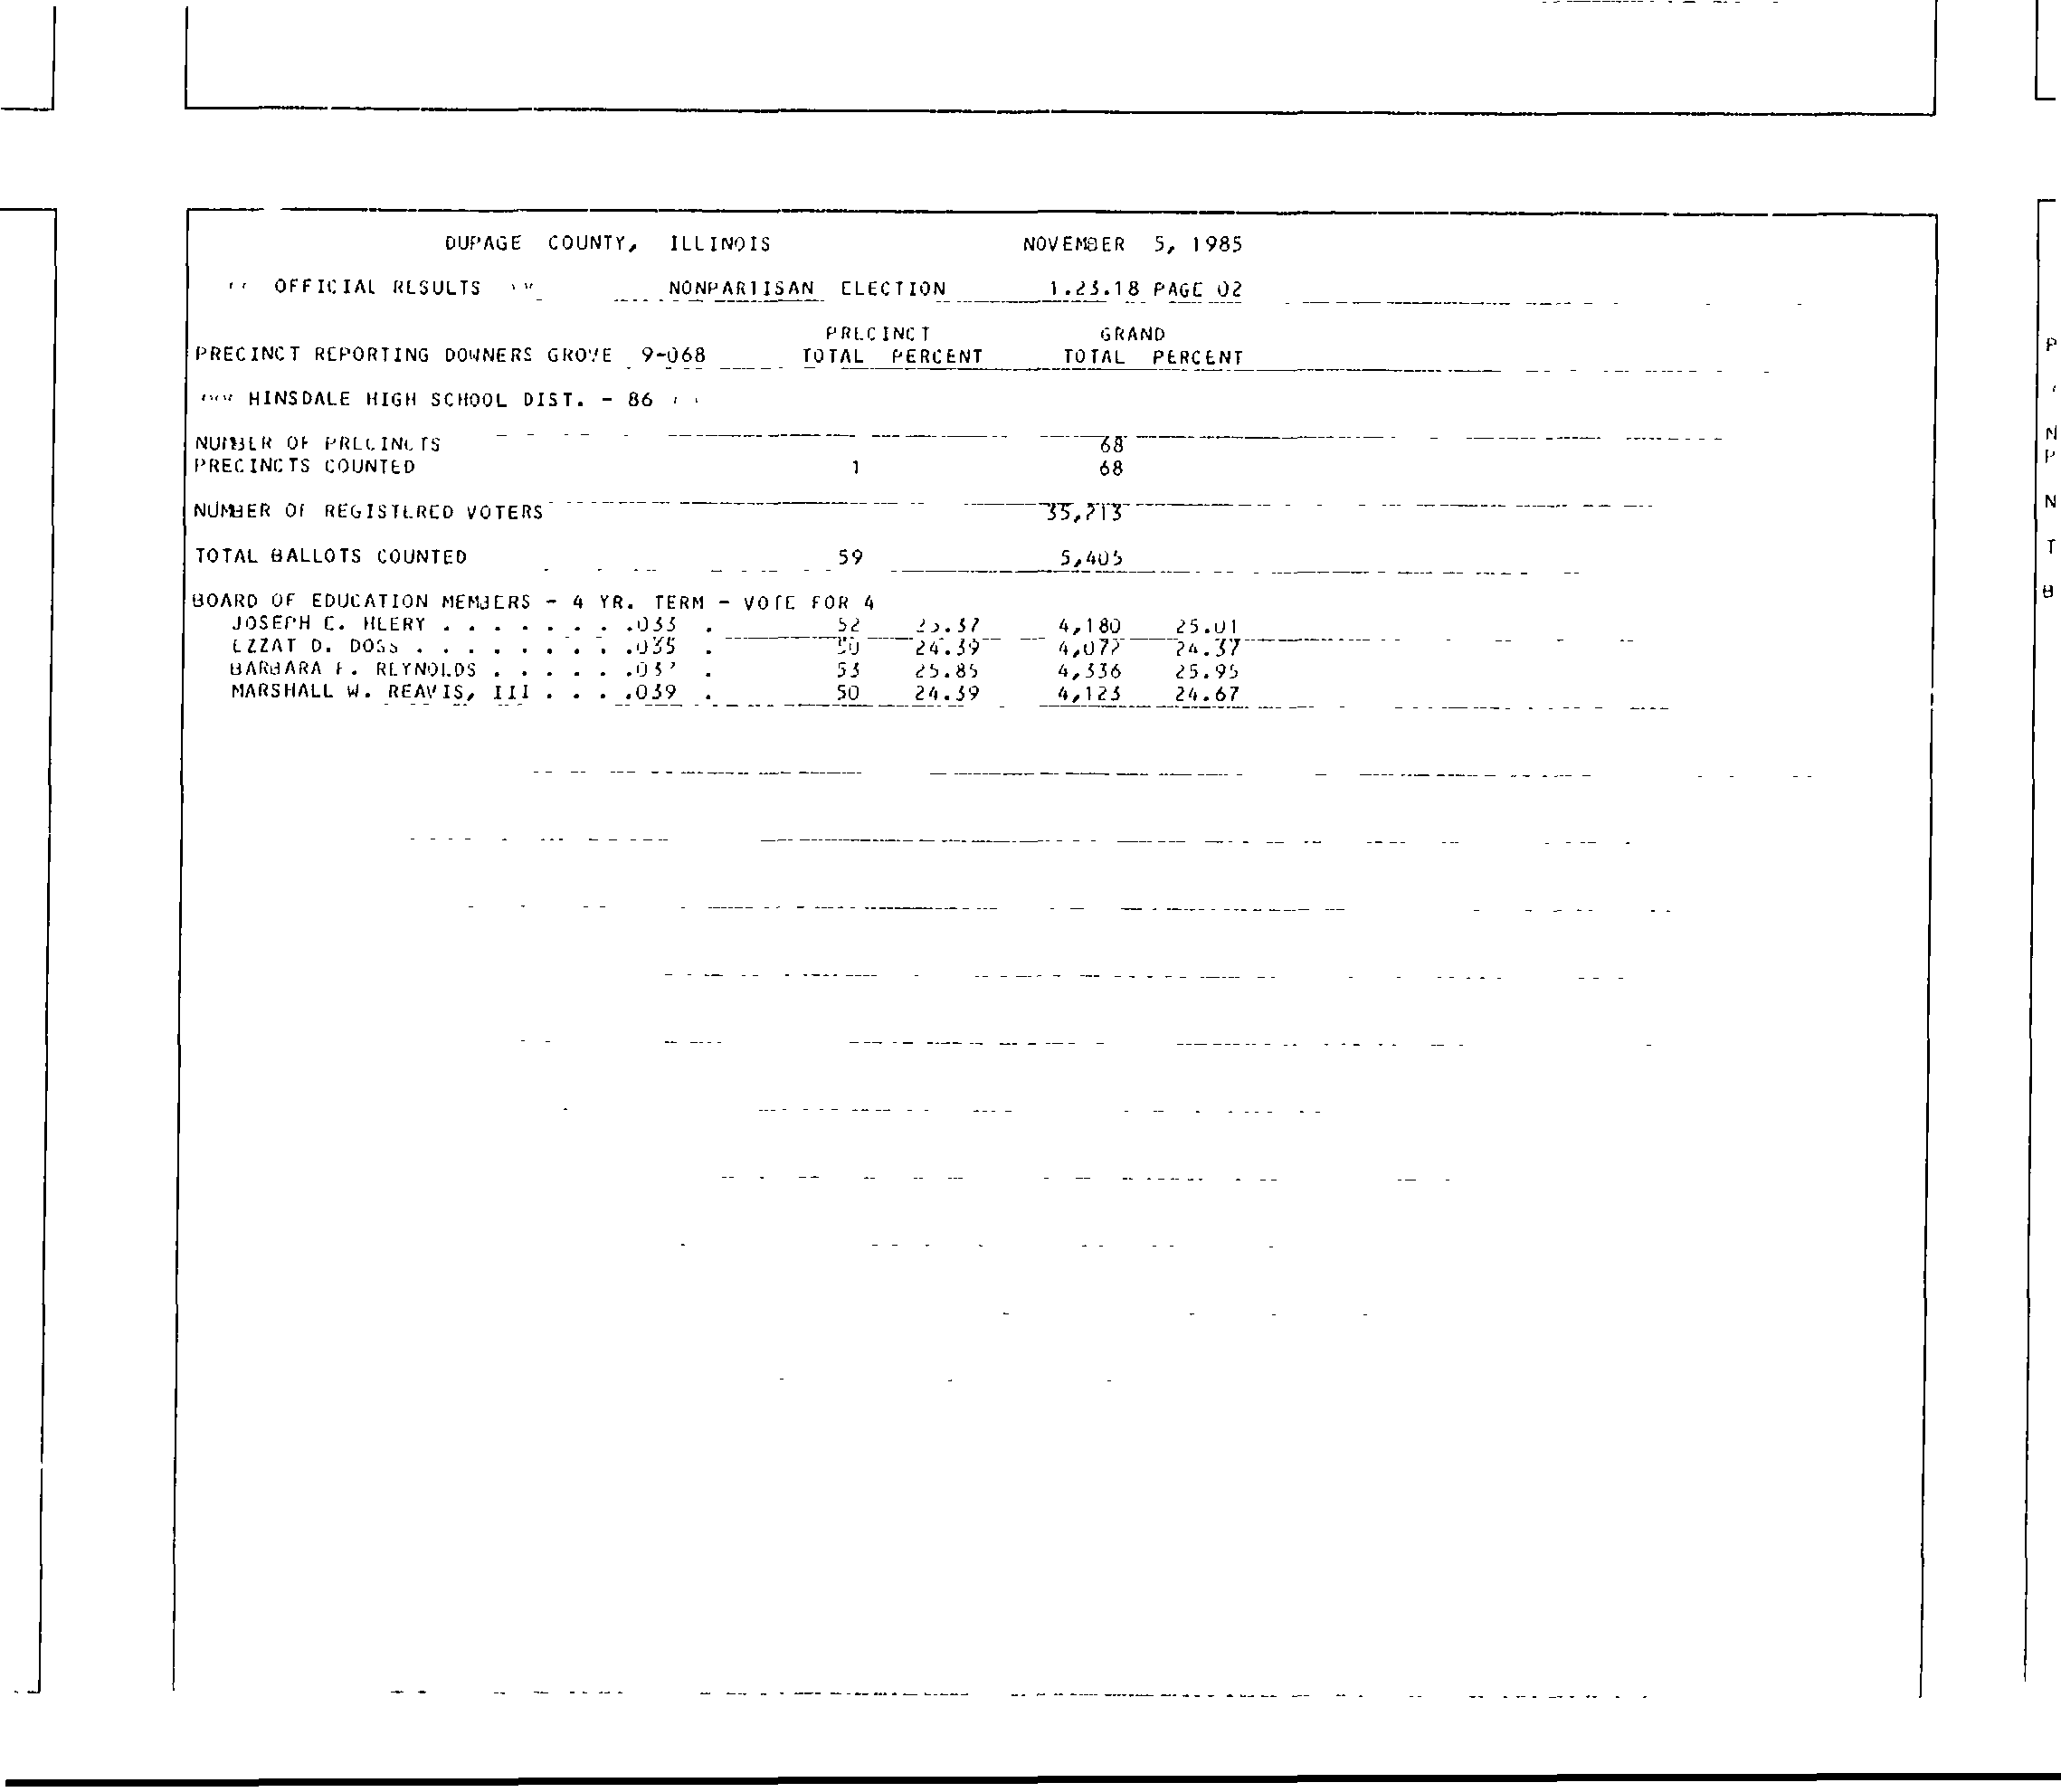 DUPAGE COUNTY, ILLINOIS NOVEMBER 5, 1985
OFFICIAL RESULTS NONPARTISAN ELECTION 1.23.18 PAGE 02
PRECINCT GRAND
PRECINCT REPORTING DOWNERS GROVE 9-068 TOTAL PERCENT TOTAL PERCENT
*** HINSDALE HIGH SCHOOL DIST. - 86
NUMBER OF PRECINCTS 68
PRECINCTS COUNTED 1 68
NUMBER OF REGISTERED VOTERS 35,213
TOTAL BALLOTS COUNTED 59 5,405
BOARD OF EDUCATION MEMBERS - 4 YR. TERM - VOTE FOR 4
JOSEPH C. . . . . . . . .033 . 52 25.37 4,180 25.01
EZZAT D. DOSS . . . . . . . . .035 . 50 24.39 4,072 24.37
BARBARA F. REYNOLDS . . . . . .037 . 53 25.85 4,336 25.95
MARSHALL W. REAVIS, III . . . .039 . 50 24.39 4,123 24.67
P
N
P
N
T
B